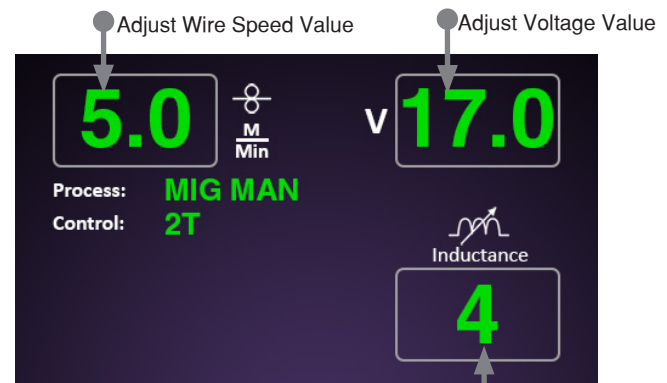 Adjust Wire Speed Value
Adjust Voltage Value
5.0
M
Min
V
17.0
Process: MIG MAN
Control: 2T
Inductance
4